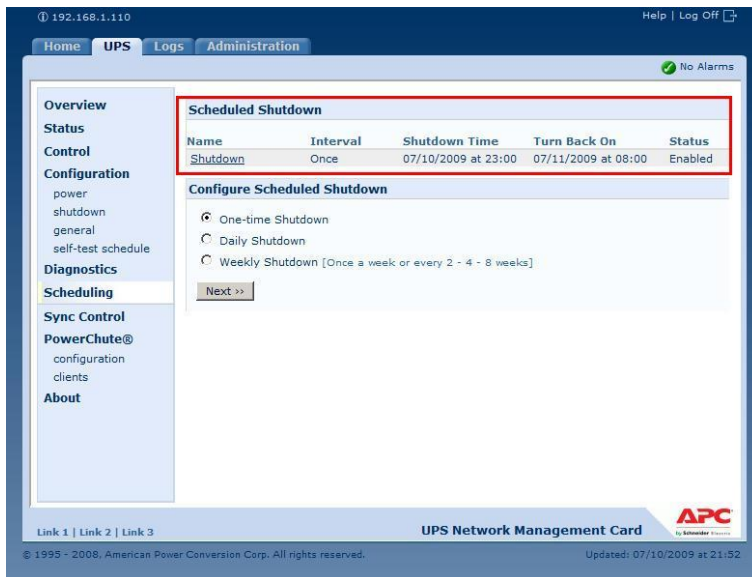 192.168.1.110
Help | Log Off
Home UPS Logs Administration
No Alarms
Overview
Status
Control
Configuration
power
shutdown
general
self-test schedule
Diagnostics
Scheduling
Sync Control
PowerChute®
configuration
clients
About
Scheduled Shutdown
Name Interval Shutdown Time Turn Back On Status
Shutdown Once 07/10/2009 at 23:00 07/11/2009 at 08:00 Enabled
Configure Scheduled Shutdown
One-time Shutdown
Daily Shutdown
Weekly Shutdown [Once a week or every 2 - 4 - 8 weeks]
Next >>
Link 1 | Link 2 | Link 3
UPS Network Management Card
APC
by Schneider Electric
© 1995 - 2008, American Power Conversion Corp. All rights reserved.
Updated: 07/10/2009 at 21:52